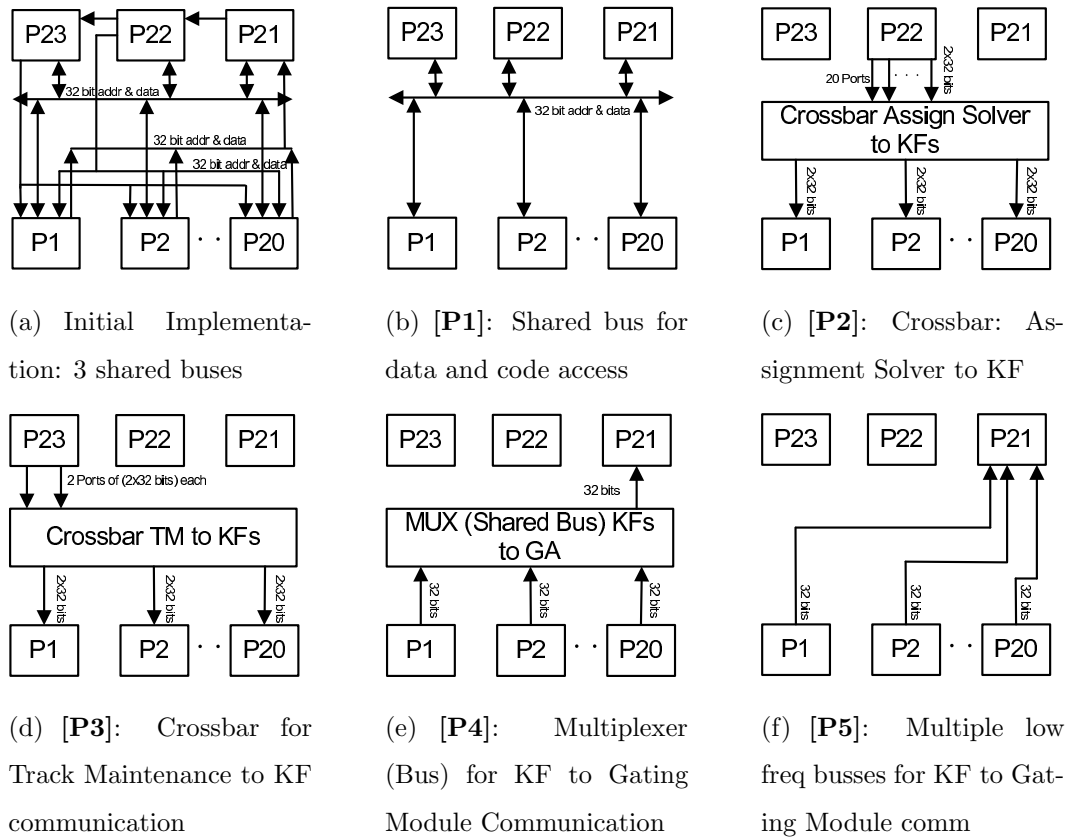 P23 P22 P21
32 bit addr & data
32 bit addr & data
32 bit addr & data
P1 P2 · · P20
(a) Initial Implementa-
tion: 3 shared buses
P23 P22 P21
32 bit addr & data
P1 P2 · · P20
(b) [P1]: Shared bus for
data and code access
P23 P22 P21
20 Ports · · · 2x32 bits
Crossbar Assign Solver
to KFs
2x32 bits 2x32 bits 2x32 bits
P1 P2 · · P20
(c) [P2]: Crossbar: As-
signment Solver to KF
P23 P22 P21
2 Ports of (2x32 bits) each
Crossbar TM to KFs
2x32 bits 2x32 bits 2x32 bits
P1 P2 · · P20
(d) [P3]: Crossbar for
Track Maintenance to KF
communication
P23 P22 P21
32 bits
MUX (Shared Bus) KFs
to GA
32 bits 32 bits 32 bits
P1 P2 · · P20
(e) [P4]: Multiplexer
(Bus) for KF to Gating
Module Communication
P23 P22 P21
32 bits 32 bits 32 bits
P1 P2 · · P20
(f) [P5]: Multiple low
freq busses for KF to Gat-
ing Module comm